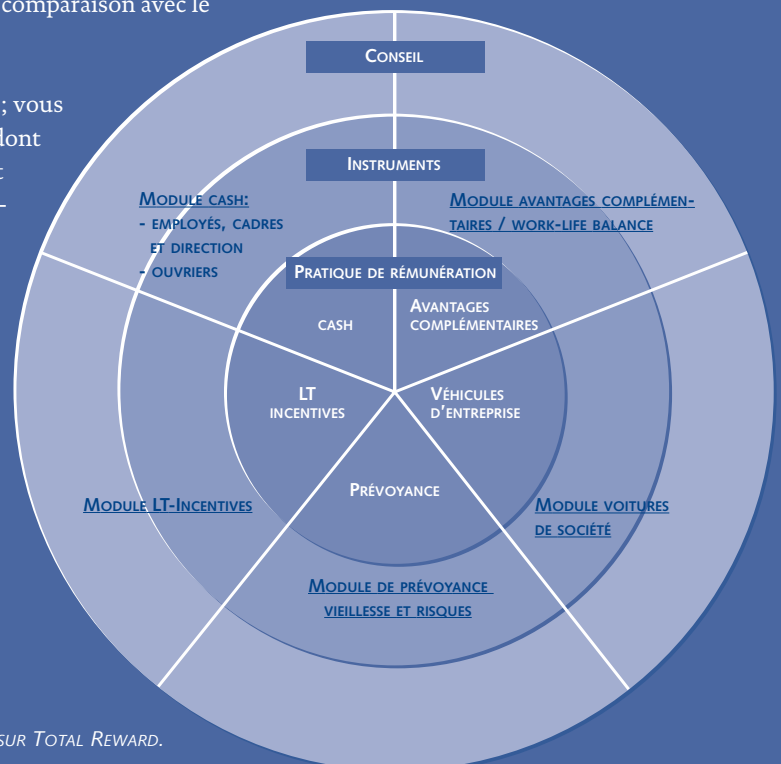 comparaison avec le
; vous
dont
Conseil
Instruments
Module cash:
- employés, cadres
et direction
- ouvriers
Module avantages complémen-
taires / work-life balance
Pratique de rémunération
cash
Avantages
complémentaires
LT
incentives
Véhicules
d'entreprise
Prévoyance
Module LT-Incentives
Module voitures
de société
Module de prévoyance
vieillesse et risques
sur Total Reward.